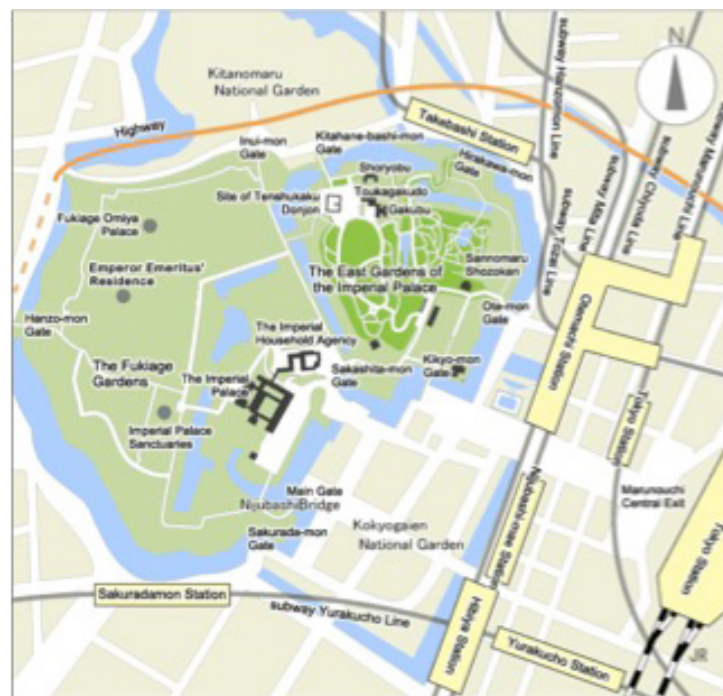 N
Kitanomaru
National Garden
Highway
Inui-mon
Gate
Kitahane-bashi-mon
Gate
Takebashi Station
Hirakawa-mon
Gate
Shoryobu
Toukagakudo
Gakubu
Site of Tenshukaku
Donjon
subway Hanzomon Line
subway Mita Line
subway Chiyoda Line
subway Marunouchi Line
subway Tozai Line
Fukiage Omiya
Palace
Emperor Emeritus'
Residence
The East Gardens of
the Imperial Palace
Sannomaru
Shozokan
Ote-mon
Gate
Otemachi Station
Hanzo-mon
Gate
The Imperial
Household Agency
The Fukiage
Gardens
The Imperial
Palace
Sakashita-mon
Gate
Kikyo-mon
Gate
Imperial Palace
Sanctuaries
Tokyo Station
Main Gate
NijubashiBridge
Kokyogaien
National Garden
Sakurada-mon
Gate
Nijubashi-mae Station
Marunouchi
Central Exit
Tokyo Station
Sakuradamon Station
subway Yurakucho Line
Hibiya Station
Yurakucho Station
JR